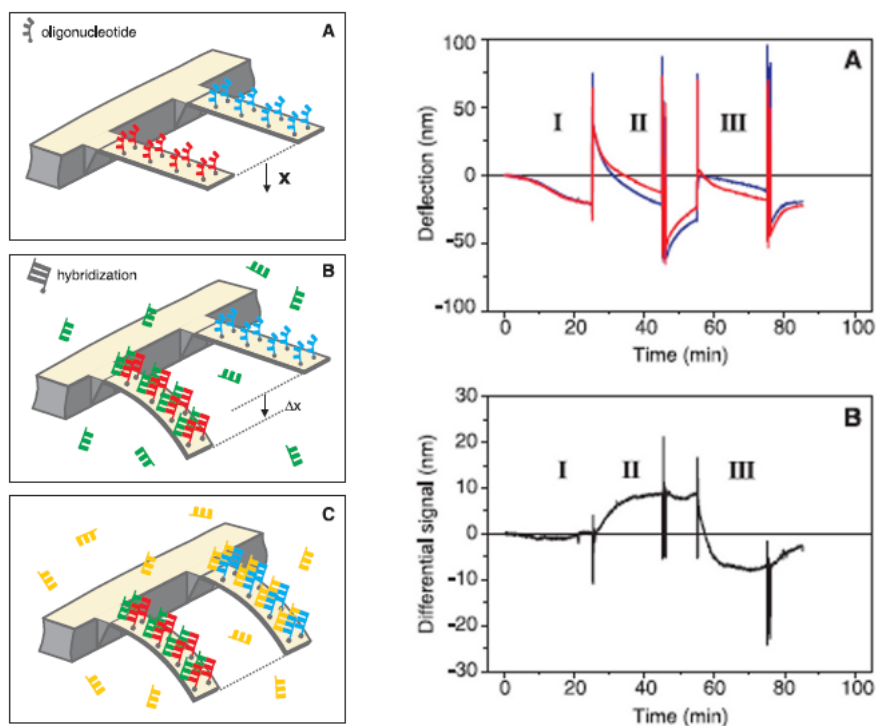 oligonucleotide
A
x
hybridization
B
Δx
C
A
100
50
0
-50
-100
I
II
III
Deflection (nm)
0
20
40
60
80
100
Time (min)
B
30
20
10
0
-10
-20
-30
I
II
III
Differential signal (nm)
0
20
40
60
80
100
Time (min)